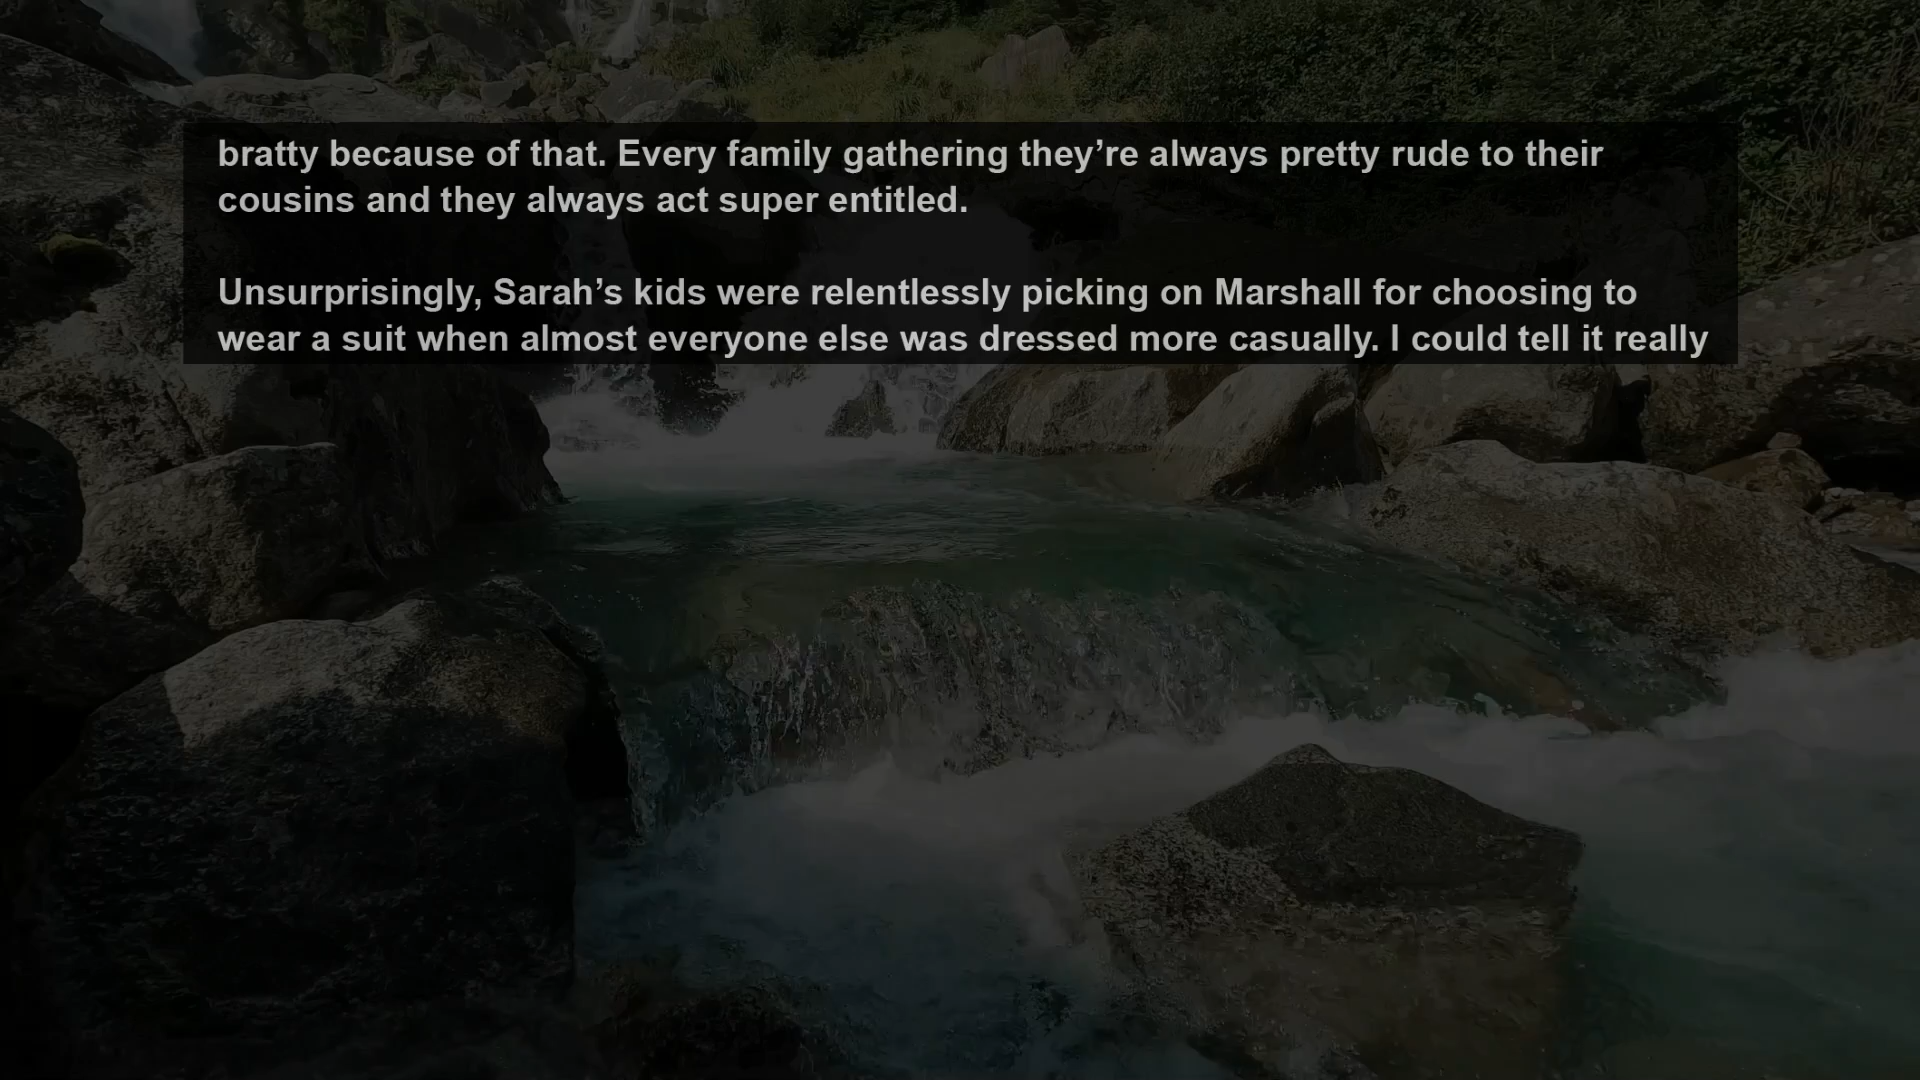 bratty because of that. Every family gathering they’re always pretty rude to their
cousins and they always act super entitled.
Unsurprisingly, Sarah’s kids were relentlessly picking on Marshall for choosing to
wear a suit when almost everyone else was dressed more casually. I could tell it really